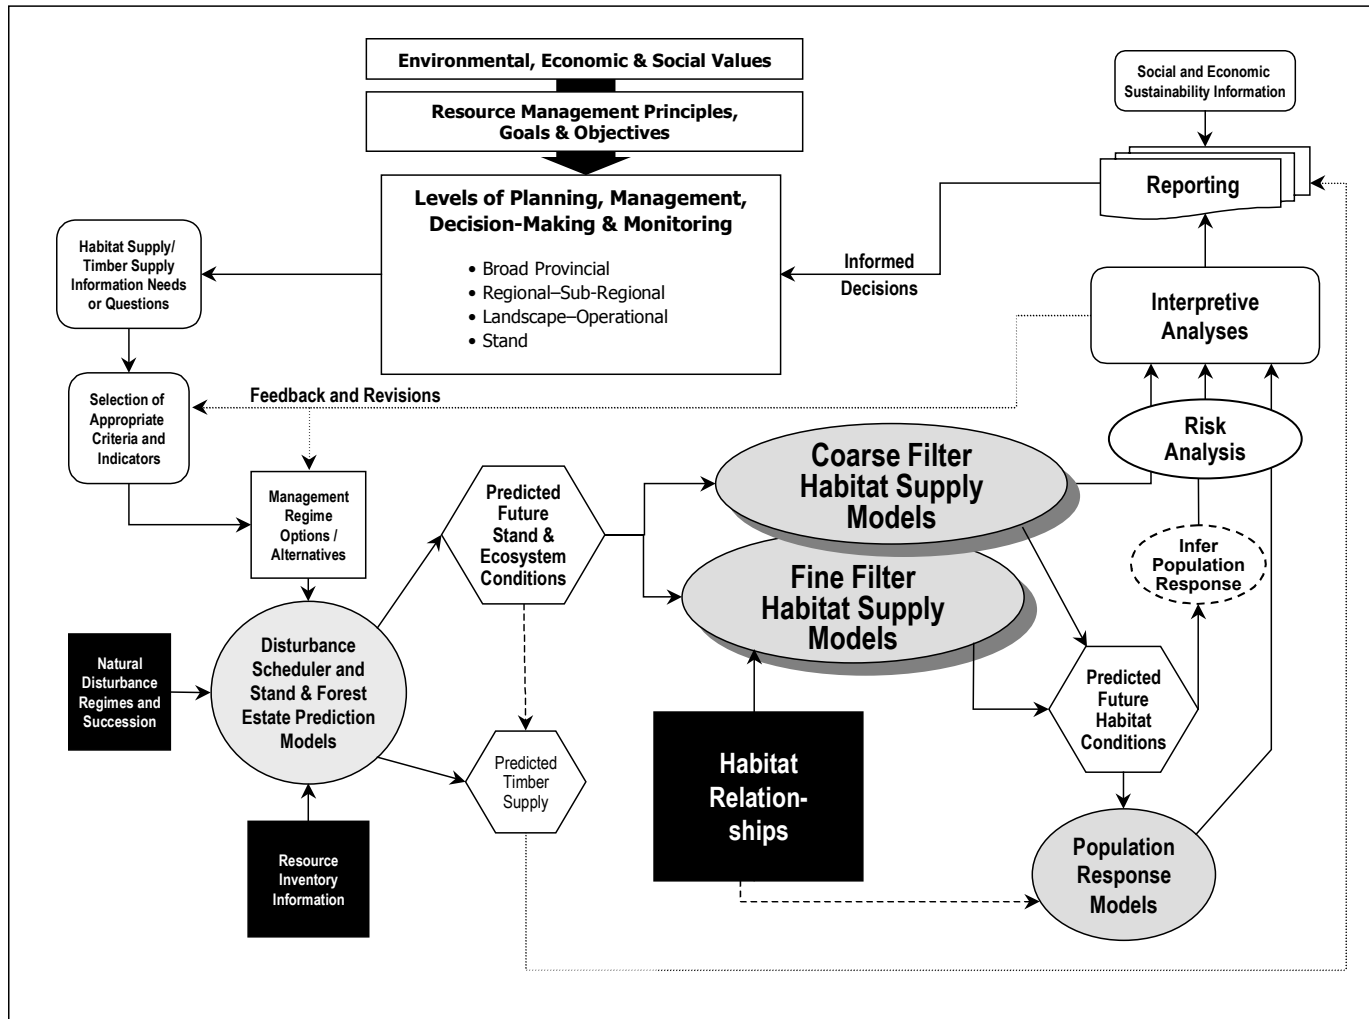 Environmental, Economic & Social Values
Resource Management Principles,
Goals & Objectives
Levels of Planning, Management,
Decision-Making & Monitoring
• Broad Provincial
• Regional–Sub-Regional
• Landscape–Operational
• Stand
Social and Economic
Sustainability Information
Reporting
Informed
Decisions
Interpretive
Analyses
Habitat Supply/
Timber Supply
Information Needs
or Questions
Selection of
Appropriate
Criteria and
Indicators
Feedback and Revisions
Management
Regime
Options /
Alternatives
Predicted
Future
Stand &
Ecosystem
Conditions
Coarse Filter
Habitat Supply
Models
Fine Filter
Habitat Supply
Models
Risk
Analysis
Infer
Population
Response
Natural
Disturbance
Regimes and
Succession
Disturbance
Scheduler and
Stand & Forest
Estate Prediction
Models
Predicted
Timber
Supply
Resource
Inventory
Information
Habitat
Relation-
ships
Predicted
Future
Habitat
Conditions
Population
Response
Models